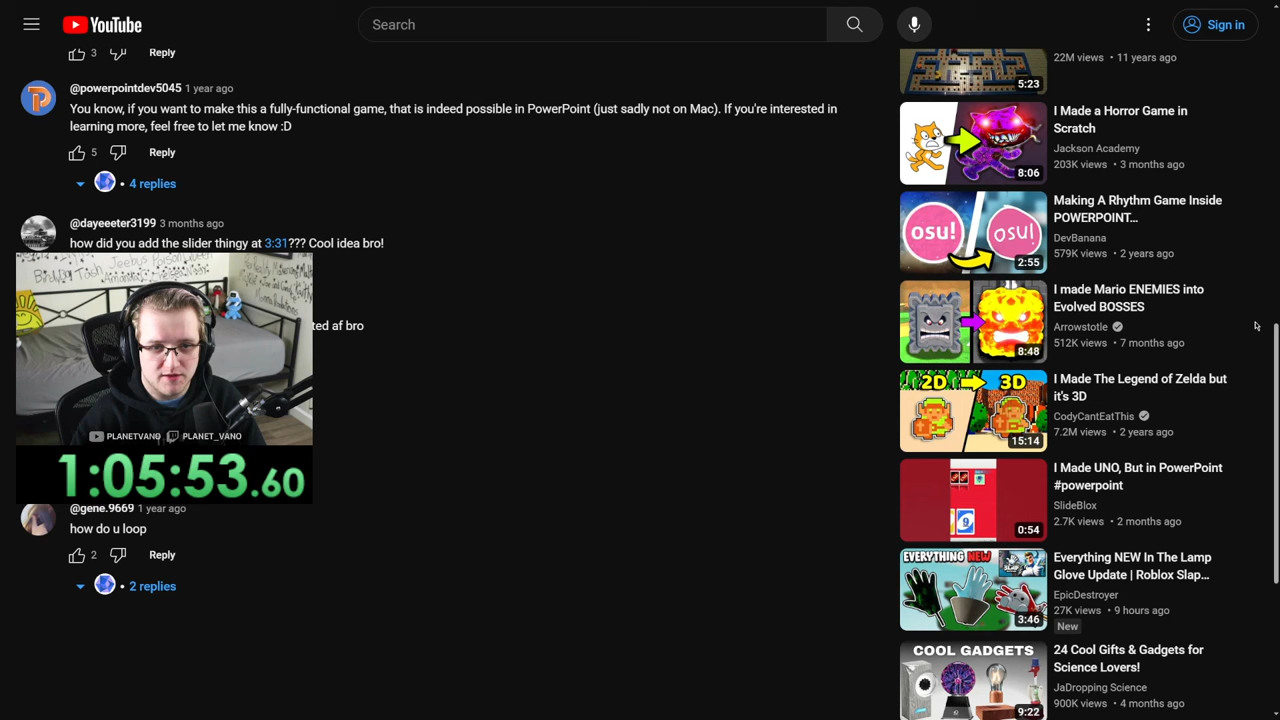 YouTube
Search
Sign in
3
Reply
@powerpointdev5045 1 year ago
You know, if you want to make this a fully-functional game, that is indeed possible in PowerPoint (just sadly not on Mac). If you're interested in
learning more, feel free to let me know :D
5
Reply
• 4 replies
@dayeeeter3199 3 months ago
how did you add the slider thingy at 3:31??? Cool idea bro!
ted af bro
PLANETVANO
PLANET_VANO
1:05:53.60
@gene.9669 1 year ago
how do u loop
2
Reply
• 2 replies
22M views • 11 years ago
5:23
I Made a Horror Game in
Scratch
Jackson Academy
203K views • 3 months ago
8:06
Making A Rhythm Game Inside
POWERPOINT...
DevBanana
579K views • 2 years ago
osu!
osu!
2:55
I made Mario ENEMIES into
Evolved BOSSES
Arrowstotle
512K views • 7 months ago
8:48
I Made The Legend of Zelda but
it's 3D
CodyCantEatThis
7.2M views • 2 years ago
2D
3D
15:14
I Made UNO, But in PowerPoint
#powerpoint
SlideBlox
2.7K views • 2 months ago
9
0:54
Everything NEW In The Lamp
Glove Update | Roblox Slap...
EpicDestroyer
27K views • 9 hours ago
New
EVERYTHING NEW
3:46
24 Cool Gifts & Gadgets for
Science Lovers!
JaDropping Science
900K views • 4 months ago
COOL GADGETS
9:22